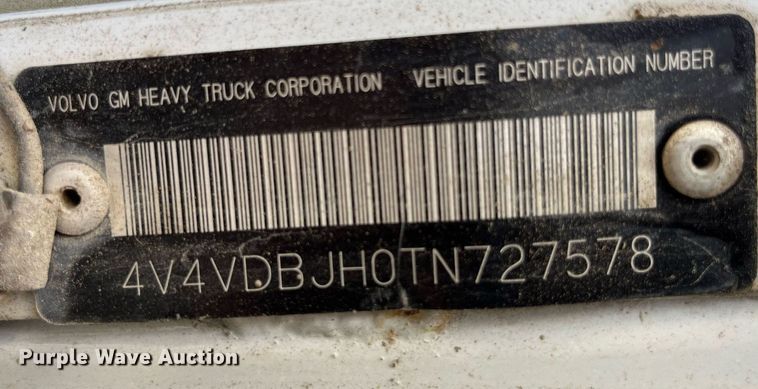 VOLVO GM HEAVY TRUCK CORPORATION VEHICLE IDENTIFICATION NUMBER
4V4VDBJH0TN727578
Purple Wave Auction